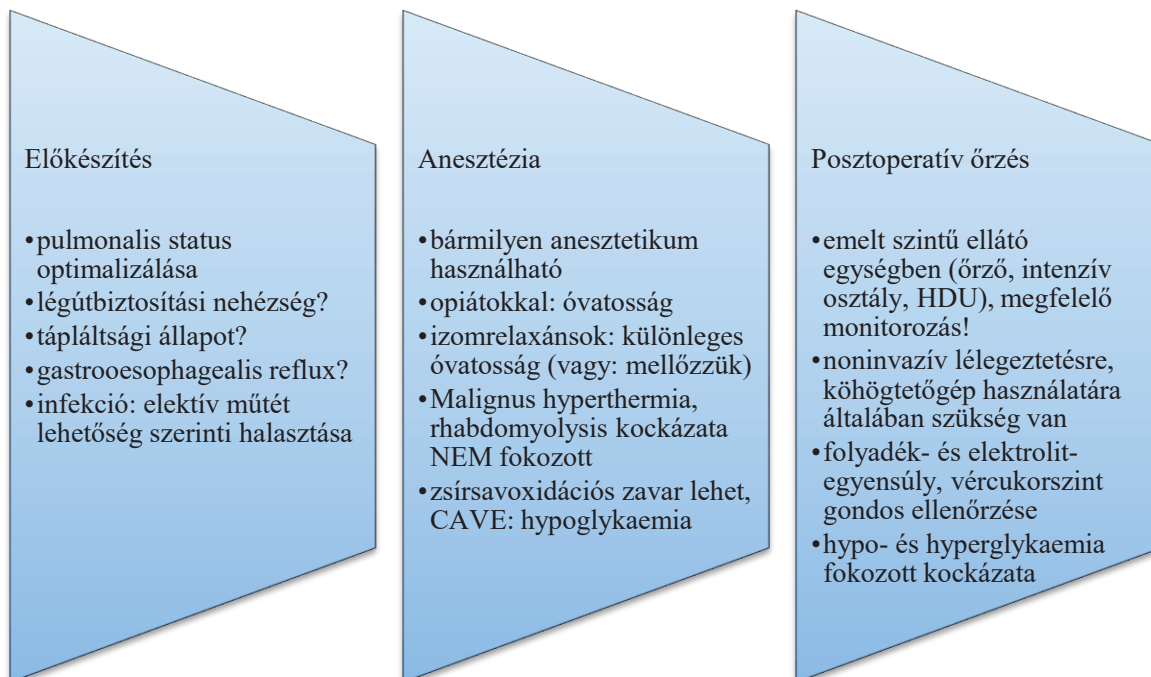 Előkészítés
•pulmonalis status
optimalizálása
•légútbiztosítási nehézség?
•tápláltsági állapot?
•gastrooesophagealis reflux?
•infekció: elektív műtét
lehetőség szerinti halasztása
Anesztézia
•bármilyen anesztetikum
használható
•opiátokkal: óvatosság
•izomrelaxánsok: különleges
óvatosság (vagy: mellőzzük)
•Malignus hyperthermia,
rhabdomyolysis kockázata
NEM fokozott
•zsírsavoxidációs zavar lehet,
CAVE: hypoglykaemia
Posztoperatív őrzés
•emelt szintű ellátó
egységben (őrző, intenzív
osztály, HDU), megfelelő
monitorozás!
•noninvazív lélegeztetésre,
köhögtetőgép használatára
általában szükség van
•folyadék- és elektrolit-
egyensúly, vércukorszint
gondos ellenőrzése
•hypo- és hyperglykaemia
fokozott kockázata